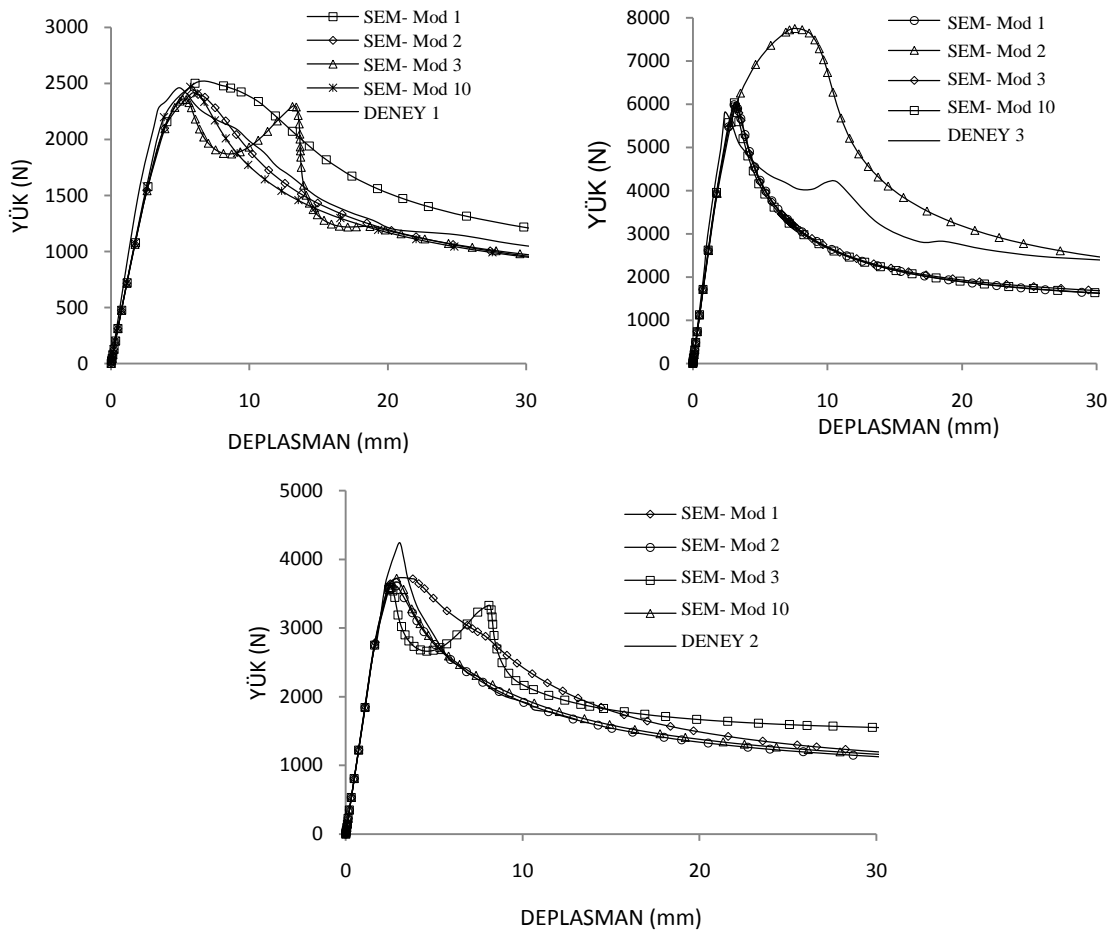 3000
2500
2000
1500
1000
500
0
YÜK (N)
0
10
20
30
DEPLASMAN (mm)
SEM- Mod 1
SEM- Mod 2
SEM- Mod 3
SEM- Mod 10
DENEY 1
8000
7000
6000
5000
4000
3000
2000
1000
0
YÜK (N)
0
10
20
30
DEPLASMAN (mm)
SEM- Mod 1
SEM- Mod 2
SEM- Mod 3
SEM- Mod 10
DENEY 3
5000
4000
3000
2000
1000
0
YÜK (N)
0
10
20
30
DEPLASMAN (mm)
SEM- Mod 1
SEM- Mod 2
SEM- Mod 3
SEM- Mod 10
DENEY 2